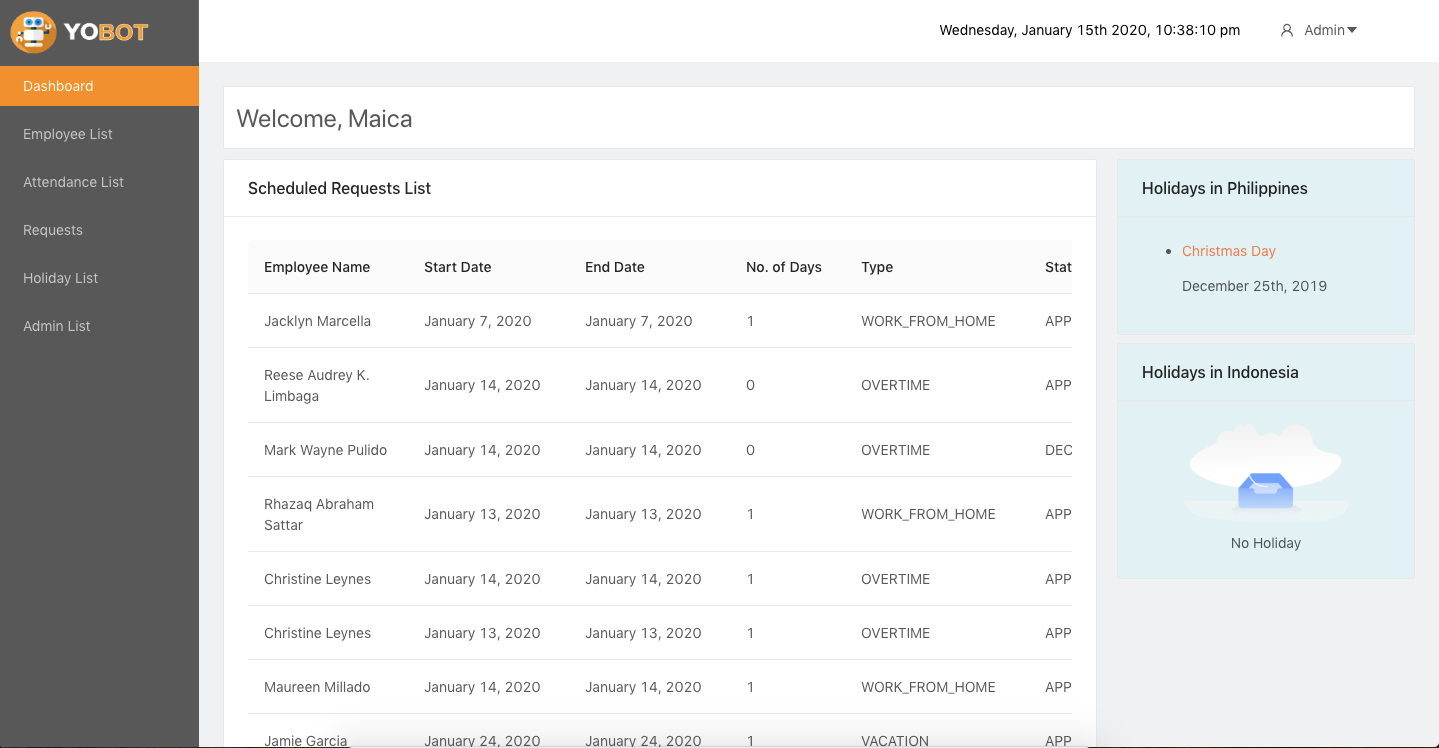 YOBOT
Wednesday, January 15th 2020, 10:38:10 pm
Admin
Dashboard
Employee List
Attendance List
Requests
Holiday List
Admin List
Welcome, Maica
Scheduled Requests List
Employee Name Start Date End Date No. of Days Type Stat
Jacklyn Marcella January 7, 2020 January 7, 2020 1 WORK_FROM_HOME APP
Reese Audrey K.
Limbaga January 14, 2020 January 14, 2020 0 OVERTIME APP
Mark Wayne Pulido January 14, 2020 January 14, 2020 0 OVERTIME DEC
Rhazaq Abraham
Sattar January 13, 2020 January 13, 2020 1 WORK_FROM_HOME APP
Christine Leynes January 14, 2020 January 14, 2020 1 OVERTIME APP
Christine Leynes January 13, 2020 January 13, 2020 1 OVERTIME APP
Maureen Millado January 14, 2020 January 14, 2020 1 WORK_FROM_HOME APP
Jamie Garcia January 24, 2020 January 24, 2020 1 VACATION APP
Holidays in Philippines
Christmas Day
December 25th, 2019
Holidays in Indonesia
No Holiday